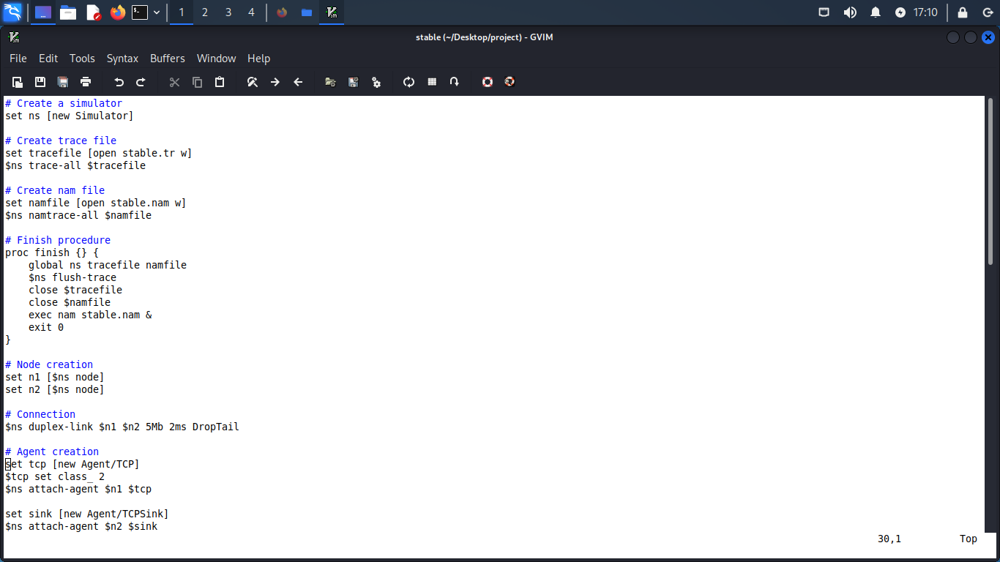 1 2 3 4 17:10
stable (~/Desktop/project) - GVIM
File Edit Tools Syntax Buffers Window Help
# Create a simulator
set ns [new Simulator]
# Create trace file
set tracefile [open stable.tr w]
$ns trace-all $tracefile
# Create nam file
set namfile [open stable.nam w]
$ns namtrace-all $namfile
# Finish procedure
proc finish {} {
    global ns tracefile namfile
    $ns flush-trace
    close $tracefile
    close $namfile
    exec nam stable.nam &
    exit 0
}
# Node creation
set n1 [$ns node]
set n2 [$ns node]
# Connection
$ns duplex-link $n1 $n2 5Mb 2ms DropTail
# Agent creation
set tcp [new Agent/TCP]
$tcp set class_ 2
$ns attach-agent $n1 $tcp
set sink [new Agent/TCPSink]
$ns attach-agent $n2 $sink
30,1 Top